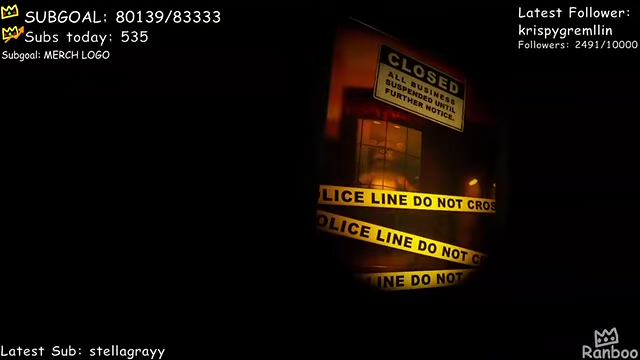 SUBGOAL: 80139/83333
Subs today: 535
Subgoal: MERCH LOGO
Latest Follower:
krispygremllin
Followers: 2491/10000
CLOSED
ALL BUSINESS
SUSPENDED UNTIL
FURTHER NOTICE.
LICE LINE DO NOT CROS
OLICE LINE DO NOT C
LINE DO NOT
Latest Sub: stellagrayy
Ranboo